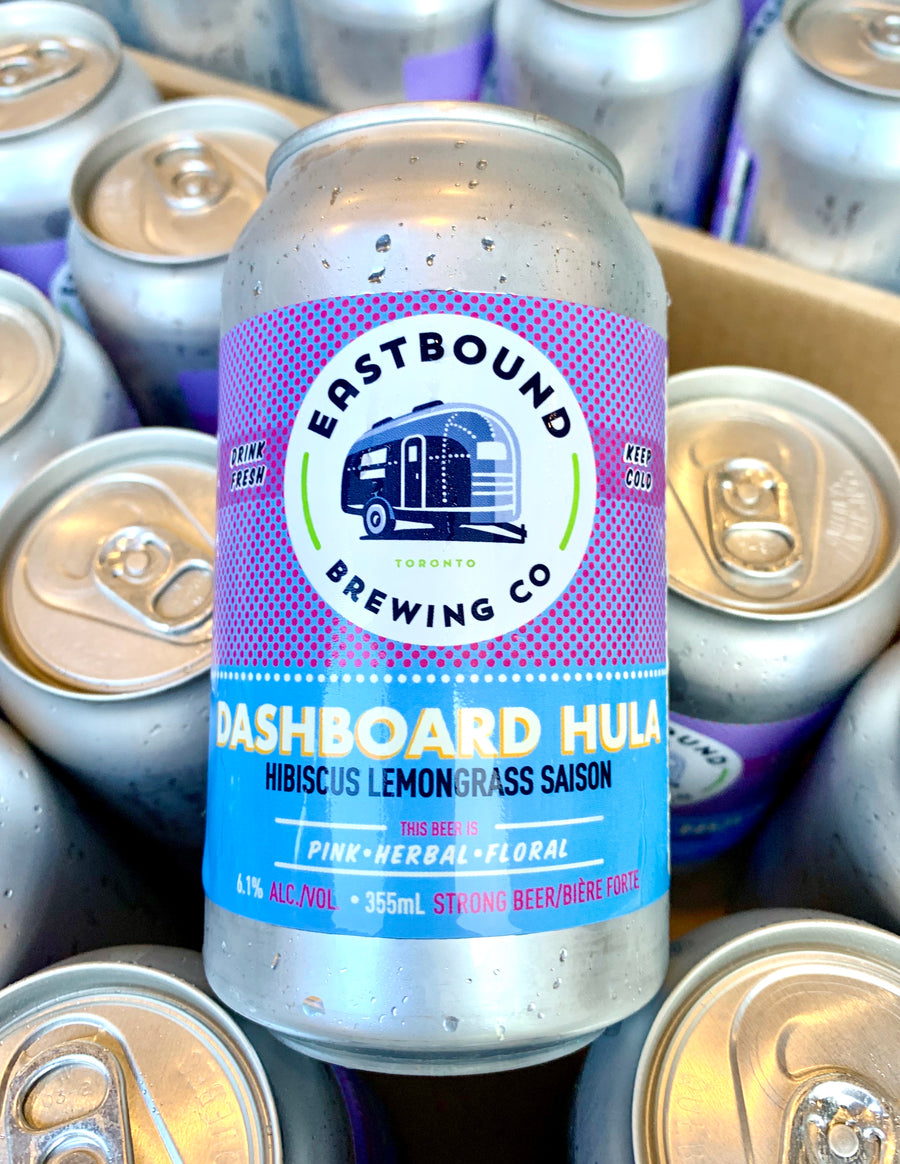 EASTBOUND
DRINK
FRESH
KEEP
COLD
TORONTO
BREWING CO
DASHBOARD HULA
HIBISCUS LEMONGRASS SAISON
THIS BEER IS
PINK•HERBAL•FLORAL
6.1% ALC./VOL. • 355mL STRONG BEER/BIÈRE FORTE